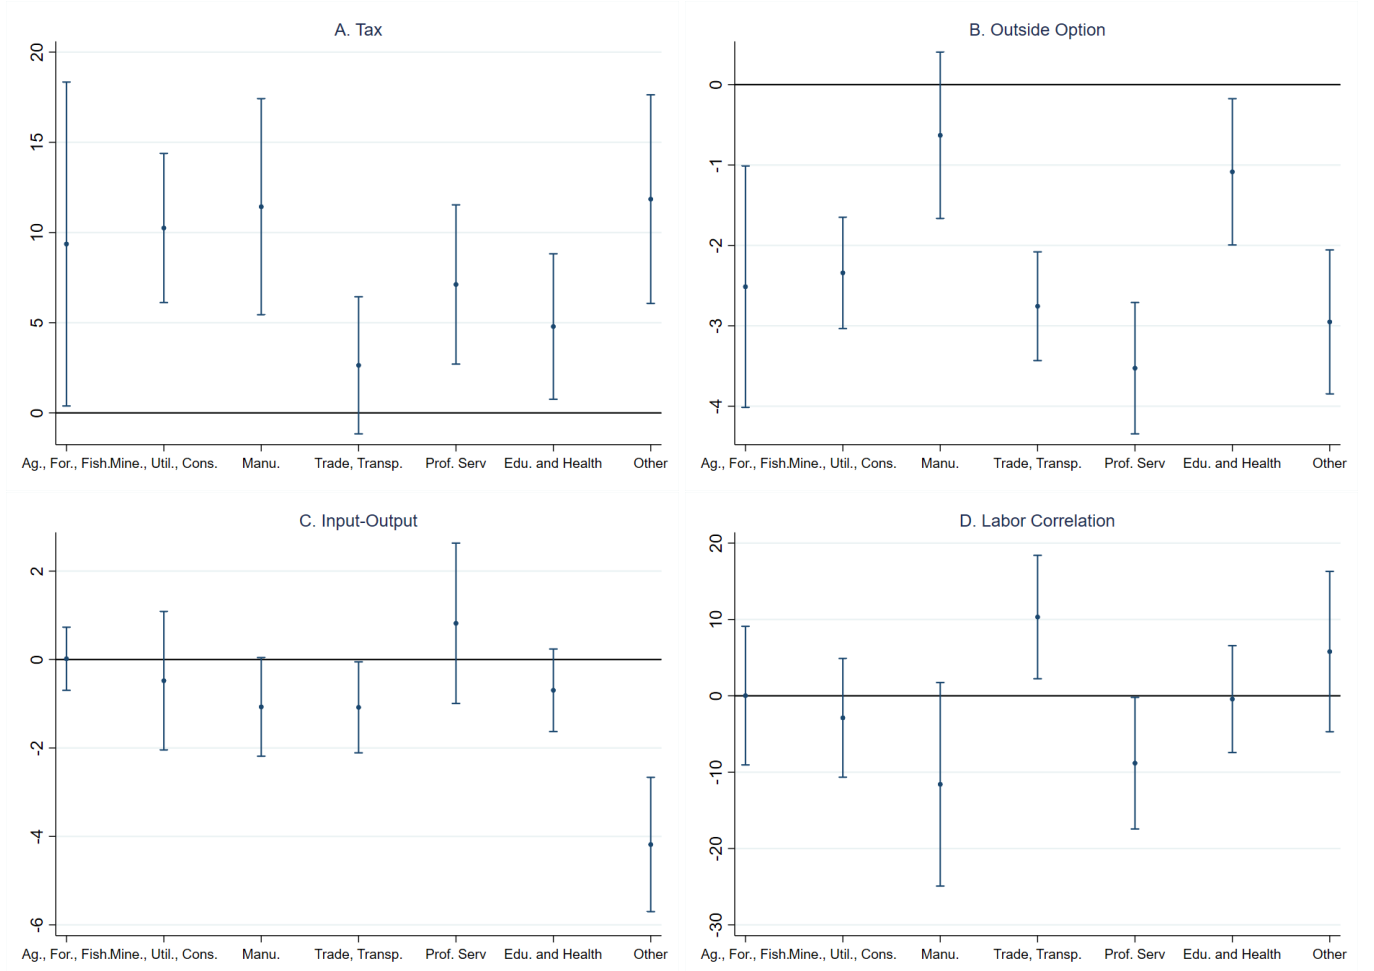 A. Tax
20
15
10
5
0
Ag., For., Fish. Mine., Util., Cons. Manu. Trade, Transp. Prof. Serv Edu. and Health Other
B. Outside Option
0
-1
-2
-3
-4
Ag., For., Fish. Mine., Util., Cons. Manu. Trade, Transp. Prof. Serv Edu. and Health Other
C. Input-Output
2
0
-2
-4
-6
Ag., For., Fish. Mine., Util., Cons. Manu. Trade, Transp. Prof. Serv Edu. and Health Other
D. Labor Correlation
20
10
0
-10
-20
-30
Ag., For., Fish. Mine., Util., Cons. Manu. Trade, Transp. Prof. Serv Edu. and Health Other